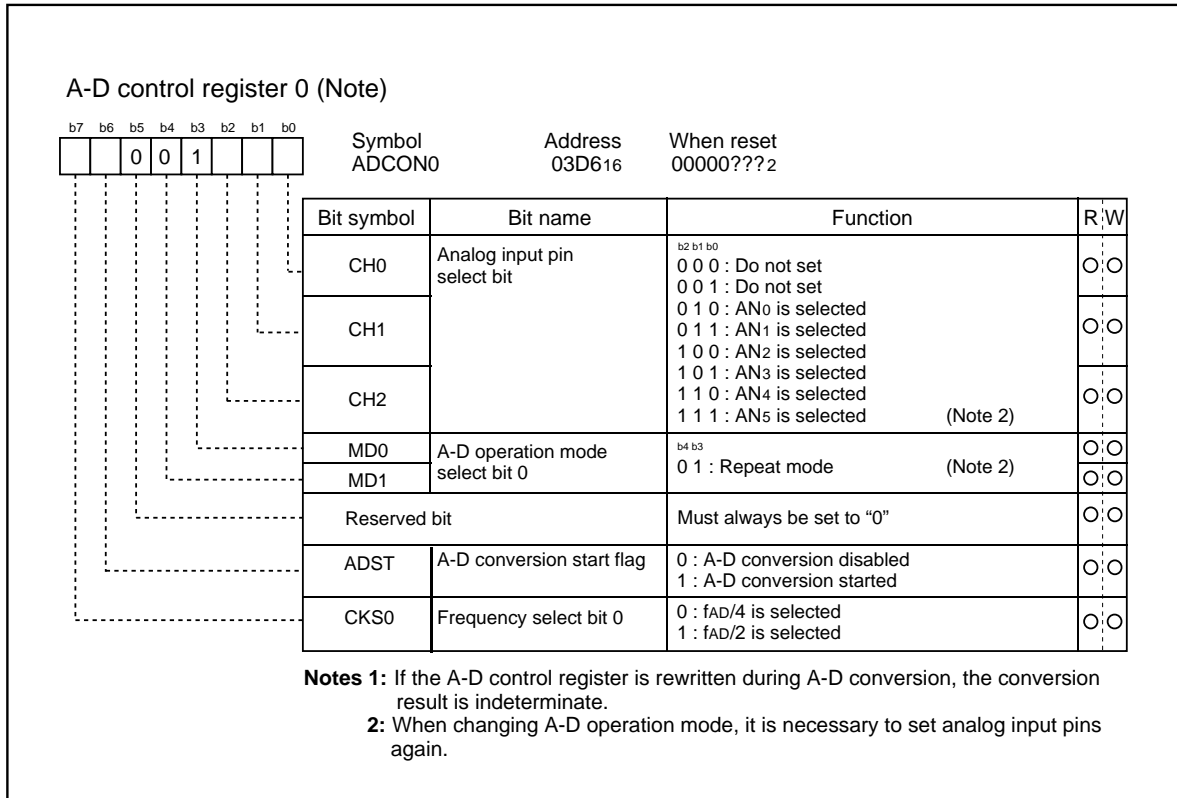 A-D control register 0 (Note)
b7 b6 b5 b4 b3 b2 b1 b0
0 0 1
Symbol Address When reset
ADCON0 03D616 00000???2
Bit symbol Bit name Function R W
CH0 Analog input pin select bit
b2 b1 b0
0 0 0 : Do not set
0 0 1 : Do not set
0 1 0 : AN0 is selected
CH1
0 1 1 : AN1 is selected
1 0 0 : AN2 is selected
1 0 1 : AN3 is selected
CH2
1 1 0 : AN4 is selected
1 1 1 : AN5 is selected (Note 2)
MD0 A-D operation mode select bit 0
b4 b3
0 1 : Repeat mode (Note 2)
MD1
Reserved bit Must always be set to “0”
ADST A-D conversion start flag 0 : A-D conversion disabled
1 : A-D conversion started
CKS0 Frequency select bit 0 0 : fAD/4 is selected
1 : fAD/2 is selected
Notes 1: If the A-D control register is rewritten during A-D conversion, the conversion
result is indeterminate.
2: When changing A-D operation mode, it is necessary to set analog input pins
again.